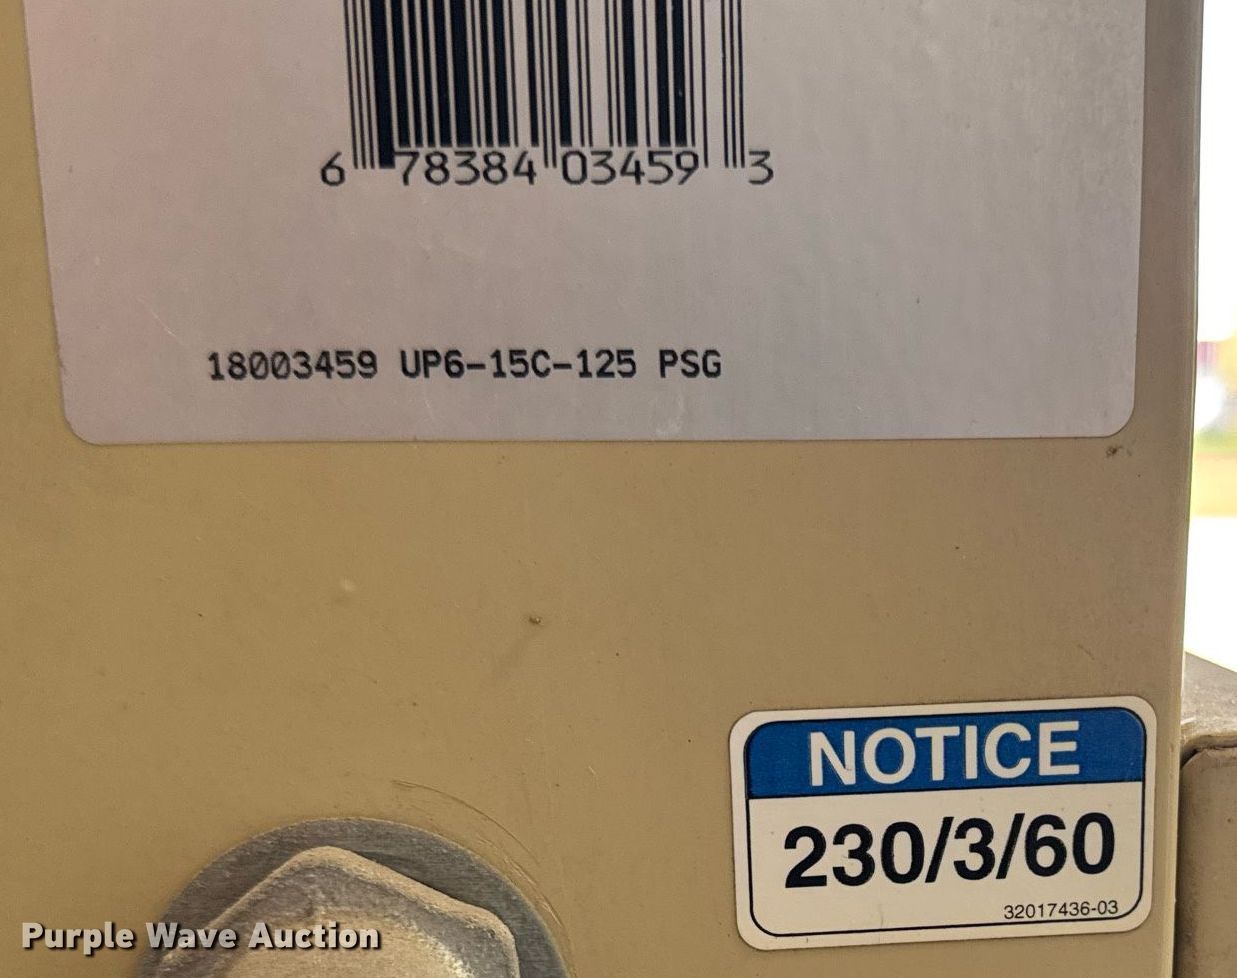 6 78384 03459 3
18003459 UP6-15C-125 PSG
NOTICE
230/3/60
32017436-03
Purple Wave Auction